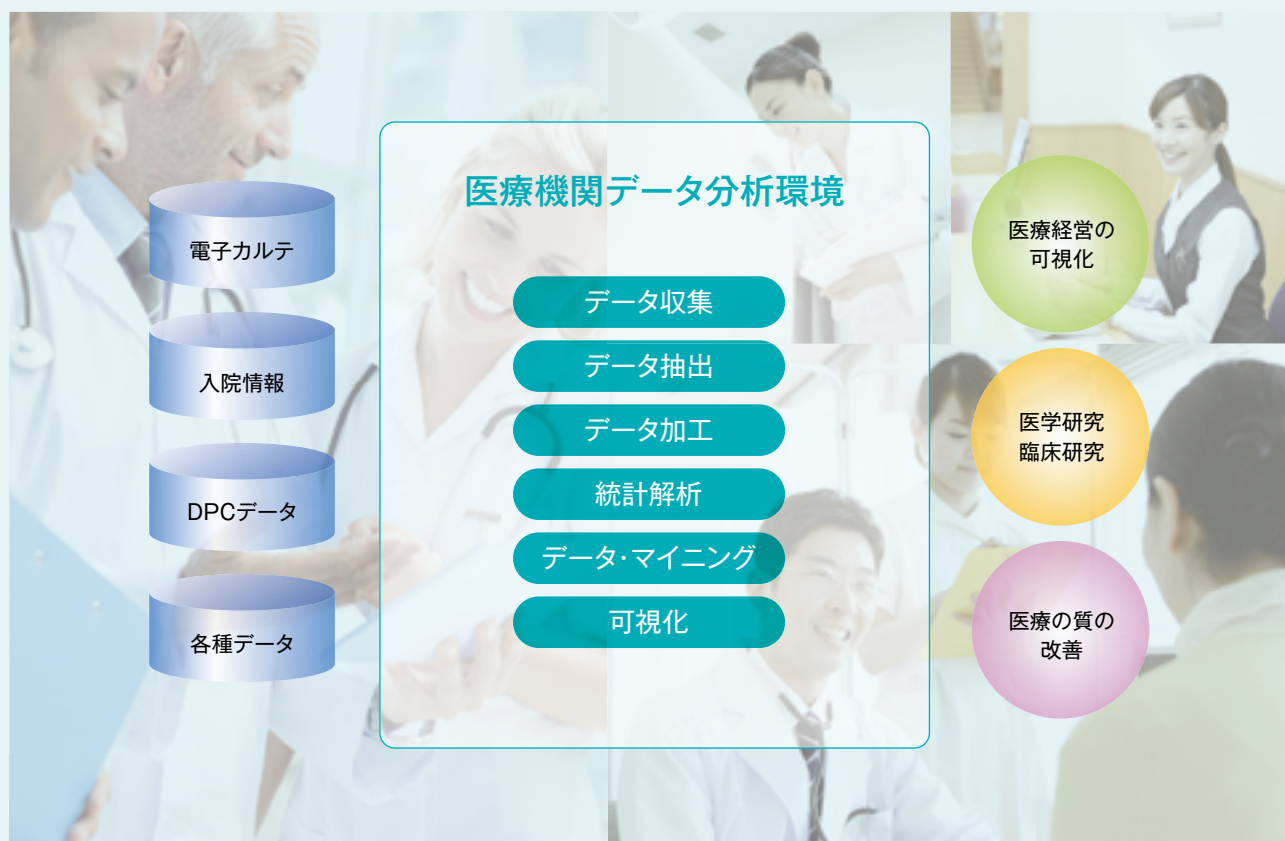 電子カルテ
入院情報
DPCデータ
各種データ
医療機関データ分析環境
データ収集
データ抽出
データ加工
統計解析
データ・マイニング
可視化
医療経営の
可視化
医学研究
臨床研究
医療の質の
改善